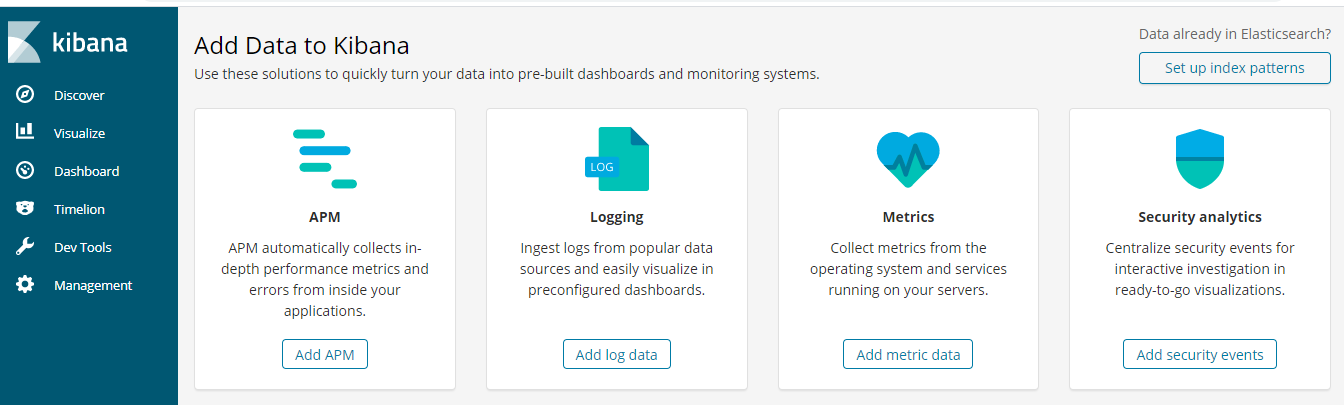 kibana
Discover
Visualize
Dashboard
Timelion
Dev Tools
Management
Add Data to Kibana
Use these solutions to quickly turn your data into pre-built dashboards and monitoring systems.
Data already in Elasticsearch?
Set up index patterns
APM
APM automatically collects in-
depth performance metrics and
errors from inside your
applications.
Add APM
LOG
Logging
Ingest logs from popular data
sources and easily visualize in
preconfigured dashboards.
Add log data
Metrics
Collect metrics from the
operating system and services
running on your servers.
Add metric data
Security analytics
Centralize security events for
interactive investigation in
ready-to-go visualizations.
Add security events